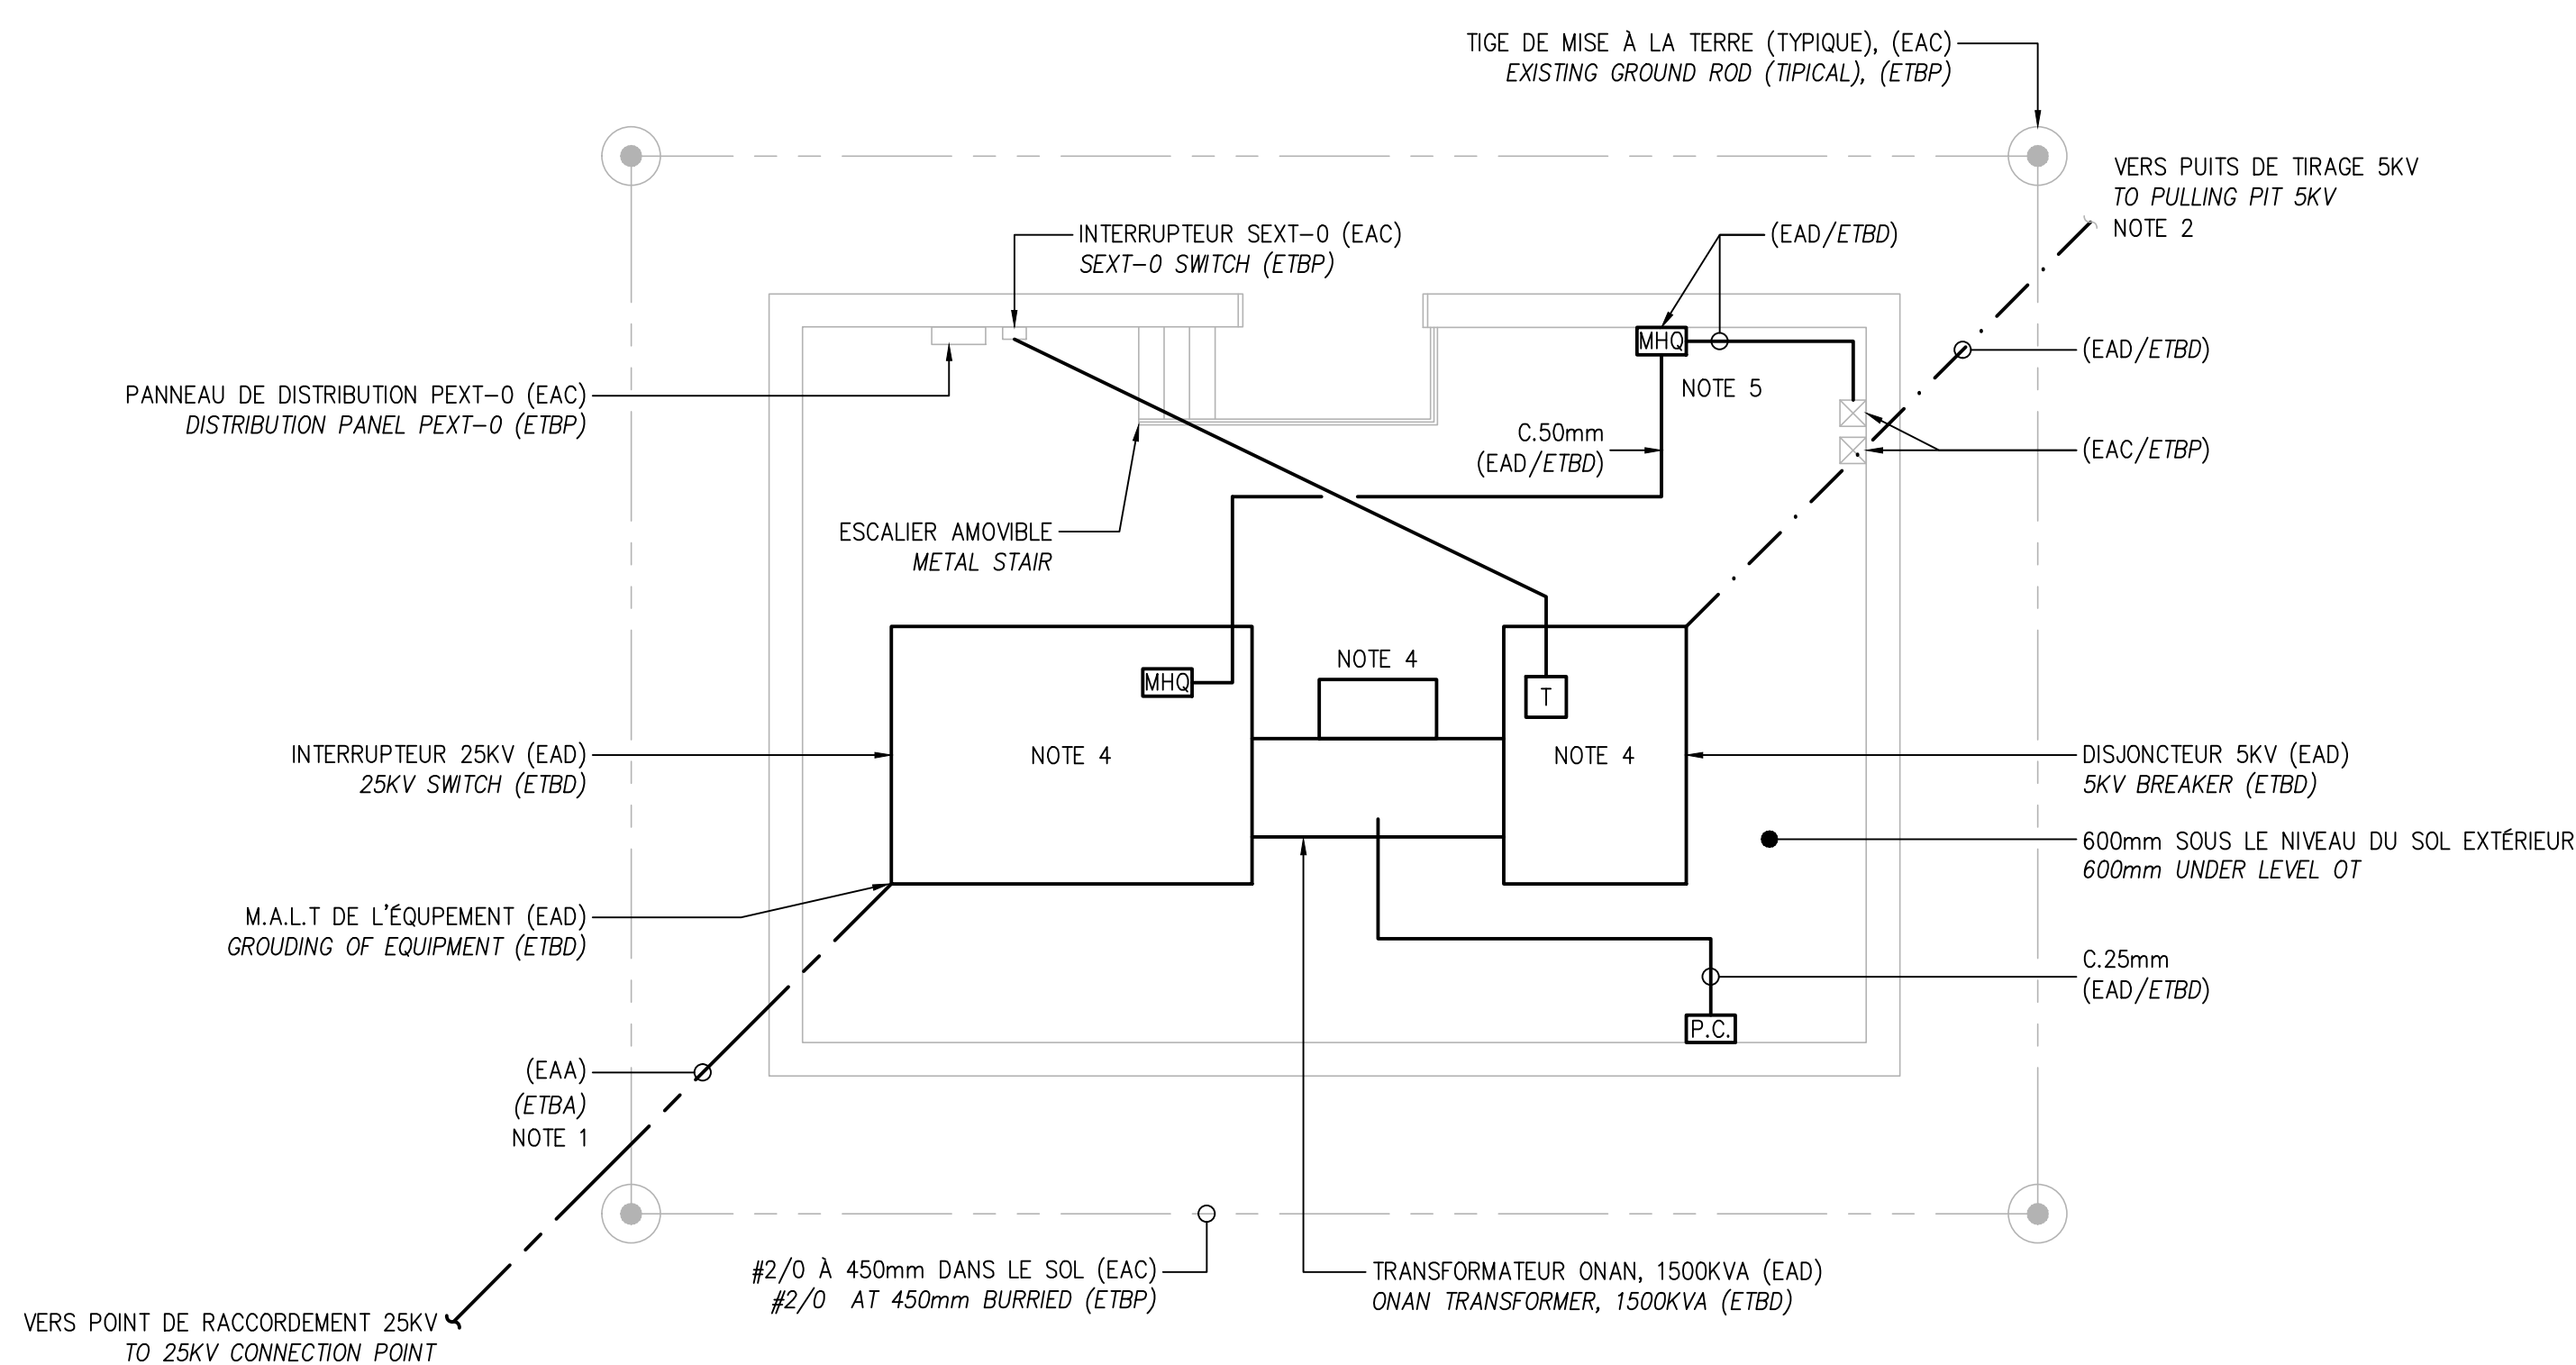 TIGE DE MISE À LA TERRE (TYPIQUE), (EAC)
EXISTING GROUND ROD (TIPICAL), (ETBP)
VERS PUITS DE TIRAGE 5KV
TO PULLING PIT 5KV
NOTE 2
INTERRUPTEUR SEXT-0 (EAC)
SEXT-0 SWITCH (ETBP)
(EAD/ETBD)
MHQ
NOTE 5
(EAD/ETBD)
PANNEAU DE DISTRIBUTION PEXT-0 (EAC)
DISTRIBUTION PANEL PEXT-0 (ETBP)
C.50mm
(EAD/ETBD)
(EAC/ETBP)
ESCALIER AMOVIBLE
METAL STAIR
NOTE 4
MHQ
T
INTERRUPTEUR 25KV (EAD)
25KV SWITCH (ETBD)
NOTE 4
NOTE 4
DISJONCTEUR 5KV (EAD)
5KV BREAKER (ETBD)
600mm SOUS LE NIVEAU DU SOL EXTÉRIEUR
600mm UNDER LEVEL OT
M.A.L.T DE L'ÉQUPEMENT (EAD)
GROUDING OF EQUIPMENT (ETBD)
C.25mm
(EAD/ETBD)
P.C.
(EAA)
(ETBA)
NOTE 1
#2/0 À 450mm DANS LE SOL (EAC)
#2/0 AT 450mm BURRIED (ETBP)
TRANSFORMATEUR ONAN, 1500KVA (EAD)
ONAN TRANSFORMER, 1500KVA (ETBD)
VERS POINT DE RACCORDEMENT 25KV
TO 25KV CONNECTION POINT